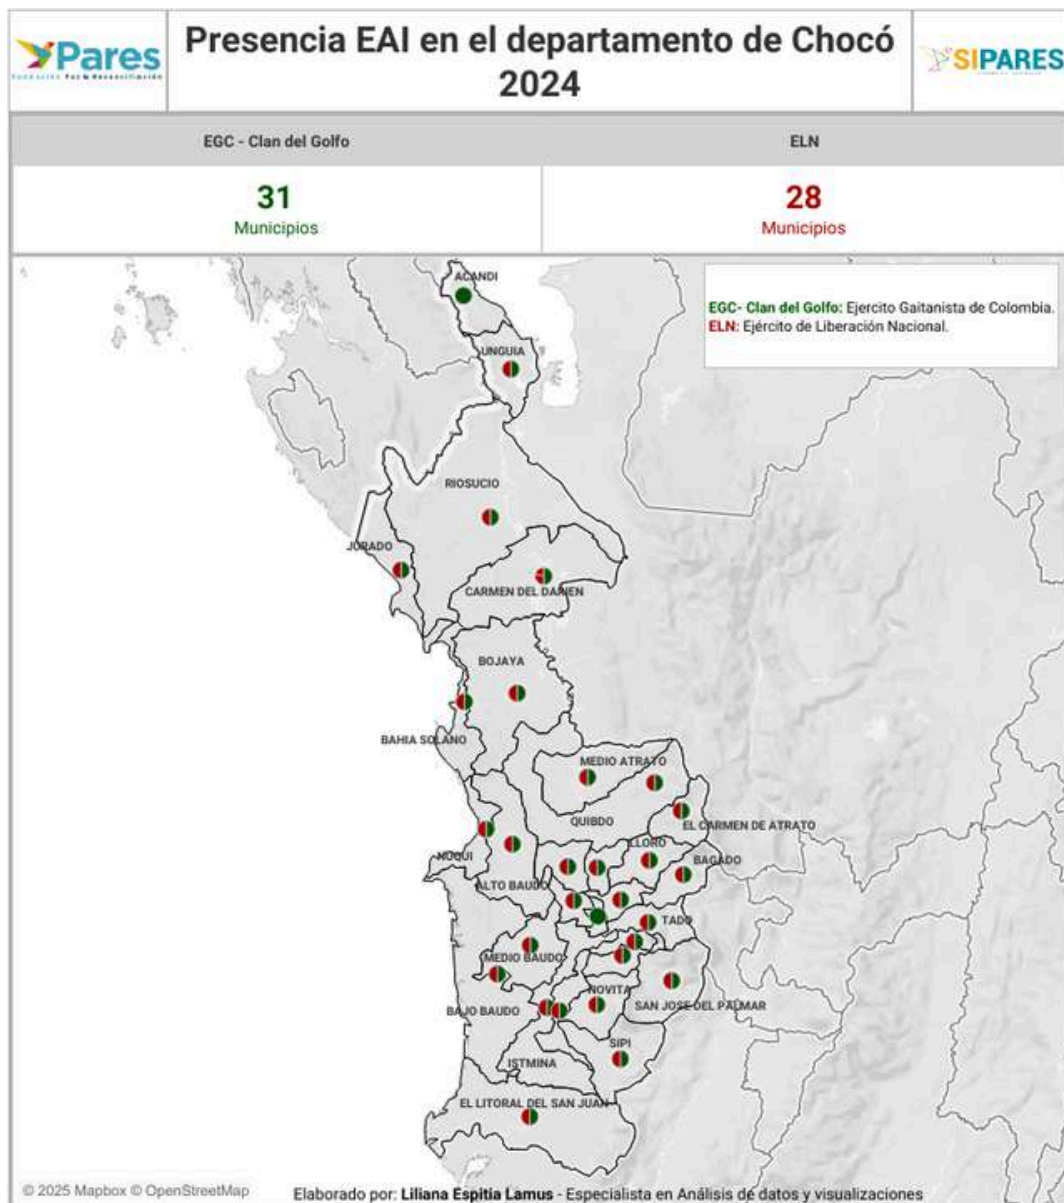 Pares
Fundación Paz & Reconciliación
Presencia EAI en el departamento de Chocó
2024
SIPARES
EGC - Clan del Golfo
ELN
31
Municipios
28
Municipios
EGC- Clan del Golfo: Ejercito Gaitanista de Colombia.
ELN: Ejército de Liberación Nacional.
ACANDI
UNGUIA
RIOSUCIO
JURADO
CARMEN DEL DARIEN
BOJAYA
BAHIA SOLANO
MEDIO ATRATO
QUIBDO
EL CARMEN DE ATRATO
LLORO
NUQUI
BAGADO
ALTO BAUDO
TADO
MEDIO BAUDO
NOVITA
SAN JOSE DEL PALMAR
BAJO BAUDO
SIPI
ISTMINA
EL LITORAL DEL SAN JUAN
© 2025 Mapbox © OpenStreetMap
Elaborado por: Liliana Espitia Lamus - Especialista en Análisis de datos y visualizaciones